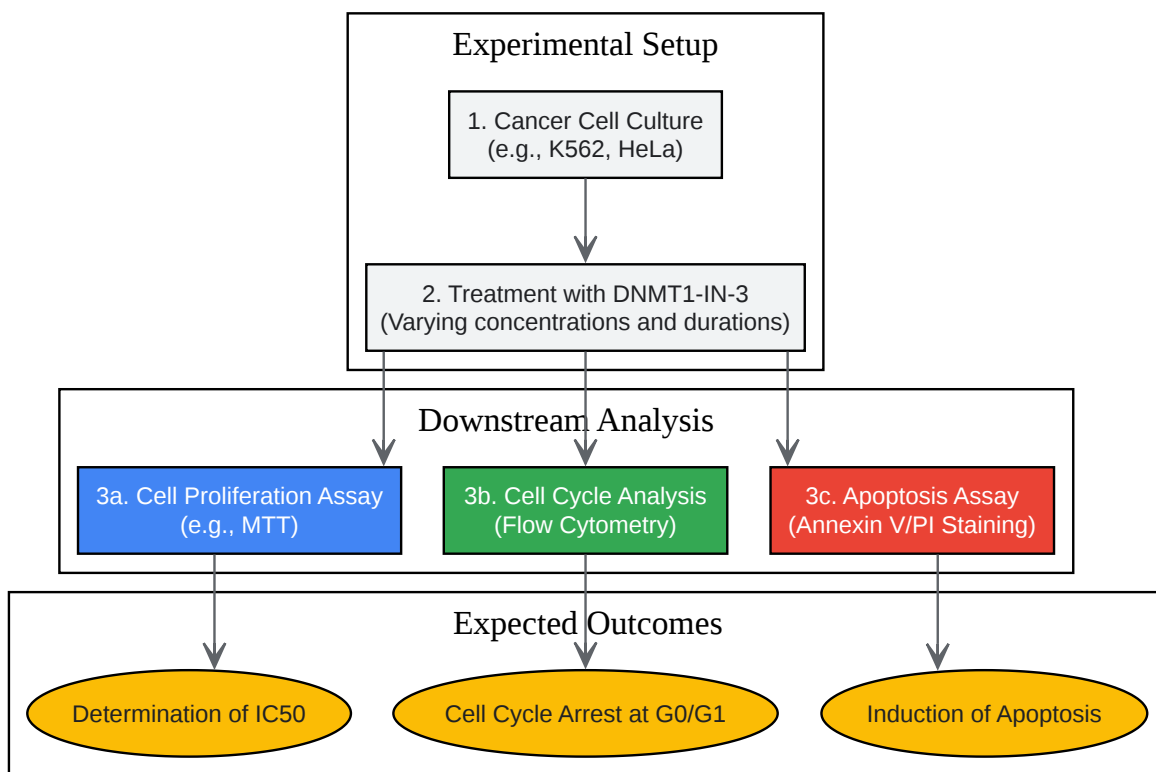 Experimental Setup
1. Cancer Cell Culture
(e.g., K562, HeLa)
2. Treatment with DNMT1-IN-3
(Varying concentrations and durations)
Downstream Analysis
3a. Cell Proliferation Assay
(e.g., MTT)
3b. Cell Cycle Analysis
(Flow Cytometry)
3c. Apoptosis Assay
(Annexin V/PI Staining)
Expected Outcomes
Determination of IC50
Cell Cycle Arrest at G0/G1
Induction of Apoptosis